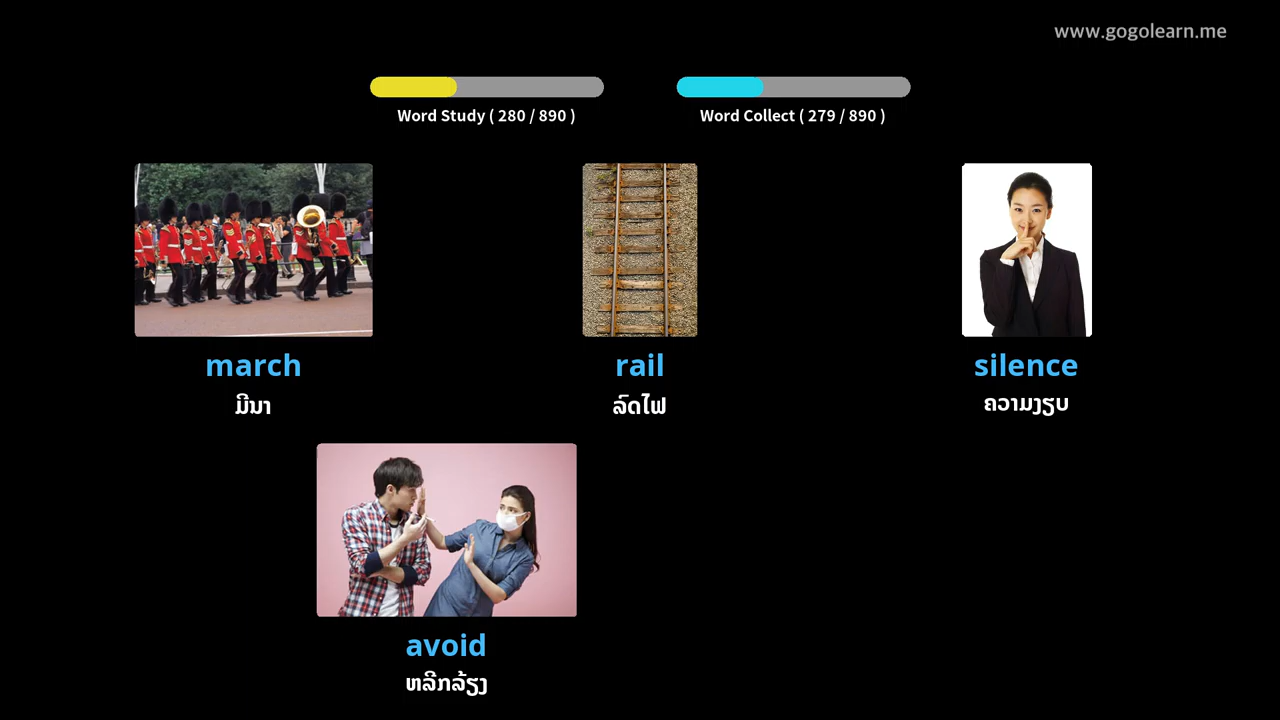 www.gogolearn.me
Word Study ( 280 / 890 )
Word Collect ( 279 / 890 )
march
ມີນາ
rail
ລົດໄຟ
silence
ຄວາມງຽບ
avoid
ຫລີກລ້ຽງ